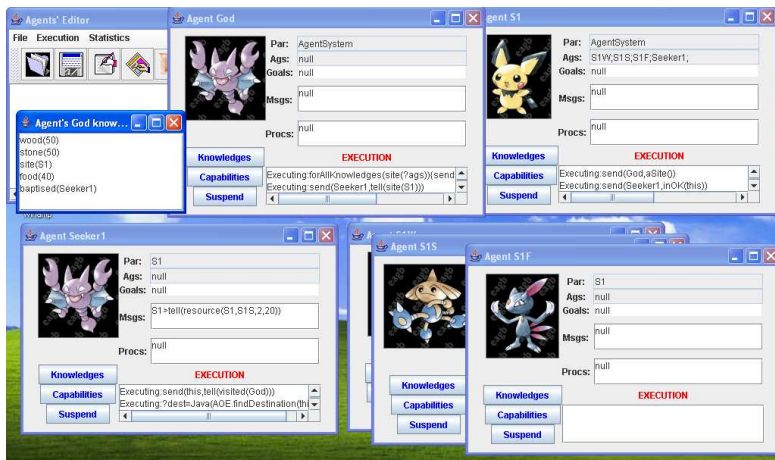 Agents' Editor
File Execution Statistics
Agent's God know...
wood(50)
stone(50)
site(S1)
food(40)
baptised(Seeker1)
Agent God
Par: AgentSystem
Ags: null
Goals: null
Msgs: null
Procs: null
Knowledges
EXECUTION
Capabilities
Suspend
Executing:forAllKnowledges(site(?ags)){send
Executing:send(Seeker1,tell(site(S1)))
gent S1
Par: AgentSystem
Ags: S1W;S1S;S1F;Seeker1;
Goals: null
Msgs: null
Procs: null
Knowledges
EXECUTION
Capabilities
Suspend
Executing:send(God,aSite())
Executing:send(Seeker1,inOK(this))
Agent Seeker1
Par: S1
Ags: null
Goals: null
Msgs: S1>tell(resource(S1,S1S,2,20))
Procs: null
Knowledges
EXECUTION
Capabilities
Suspend
Executing:send(this,tell(visited(God)))
Executing:?dest=Java(AOE.findDestination(thi
Agent S1S
Knowledges
Capabilities
Suspend
Agent S1F
Par: S1
Ags: null
Goals: null
Msgs: null
Procs: null
Knowledges
EXECUTION
Capabilities
Suspend